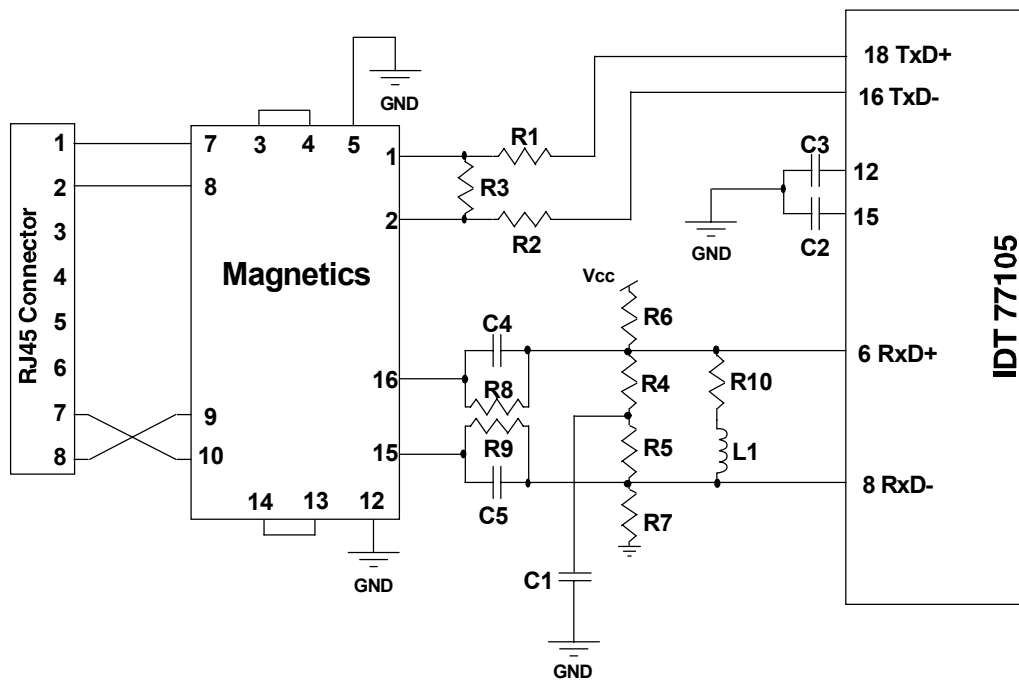 18 TxD+
16 TxD-
GND
1
2
3
4
5
6
7
8
RJ45 Connector
3
4
5
7
8
1
2
Magnetics
9
10
16
15
14
13
12
GND
R1
R3
R2
C3
12
15
C2
GND
Vcc
R6
C4
R8
R9
C5
R4
R5
R7
R10
L1
6 RxD+
8 RxD-
C1
GND
IDT 77105